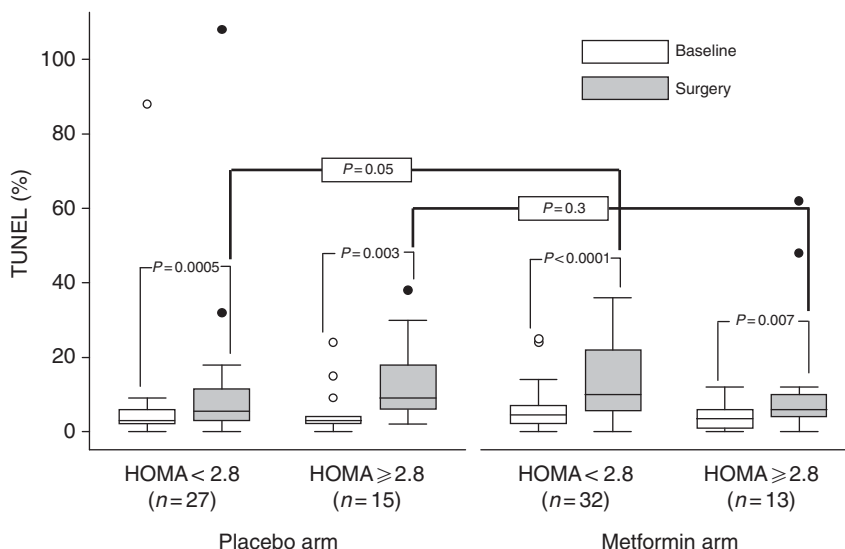 TUNEL (%)
100
80
60
40
20
0
Baseline
Surgery
P=0.05
P=0.3
P=0.0005
P=0.003
P<0.0001
P=0.007
HOMA<2.8
(n=27)
HOMA⩾2.8
(n=15)
HOMA<2.8
(n=32)
HOMA⩾2.8
(n=13)
Placebo arm
Metformin arm